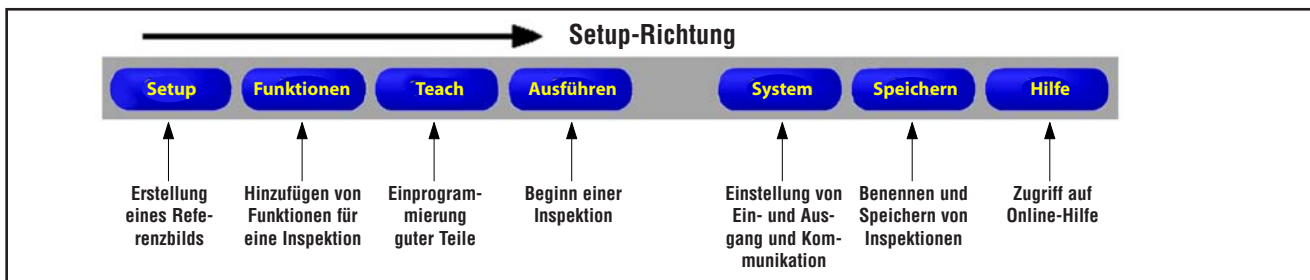 Setup-Richtung
Setup
Funktionen
Teach
Ausführen
System
Speichern
Hilfe
Erstellung
eines Refe-
renzbilds
Hinzufügen von
Funktionen für
eine Inspektion
Einprogram-
mierung
guter Teile
Beginn einer
Inspektion
Einstellung von
Ein- und Aus-
gang und Kom-
munikation
Benennen und
Speichern von
Inspektionen
Zugriff auf
Online-Hilfe